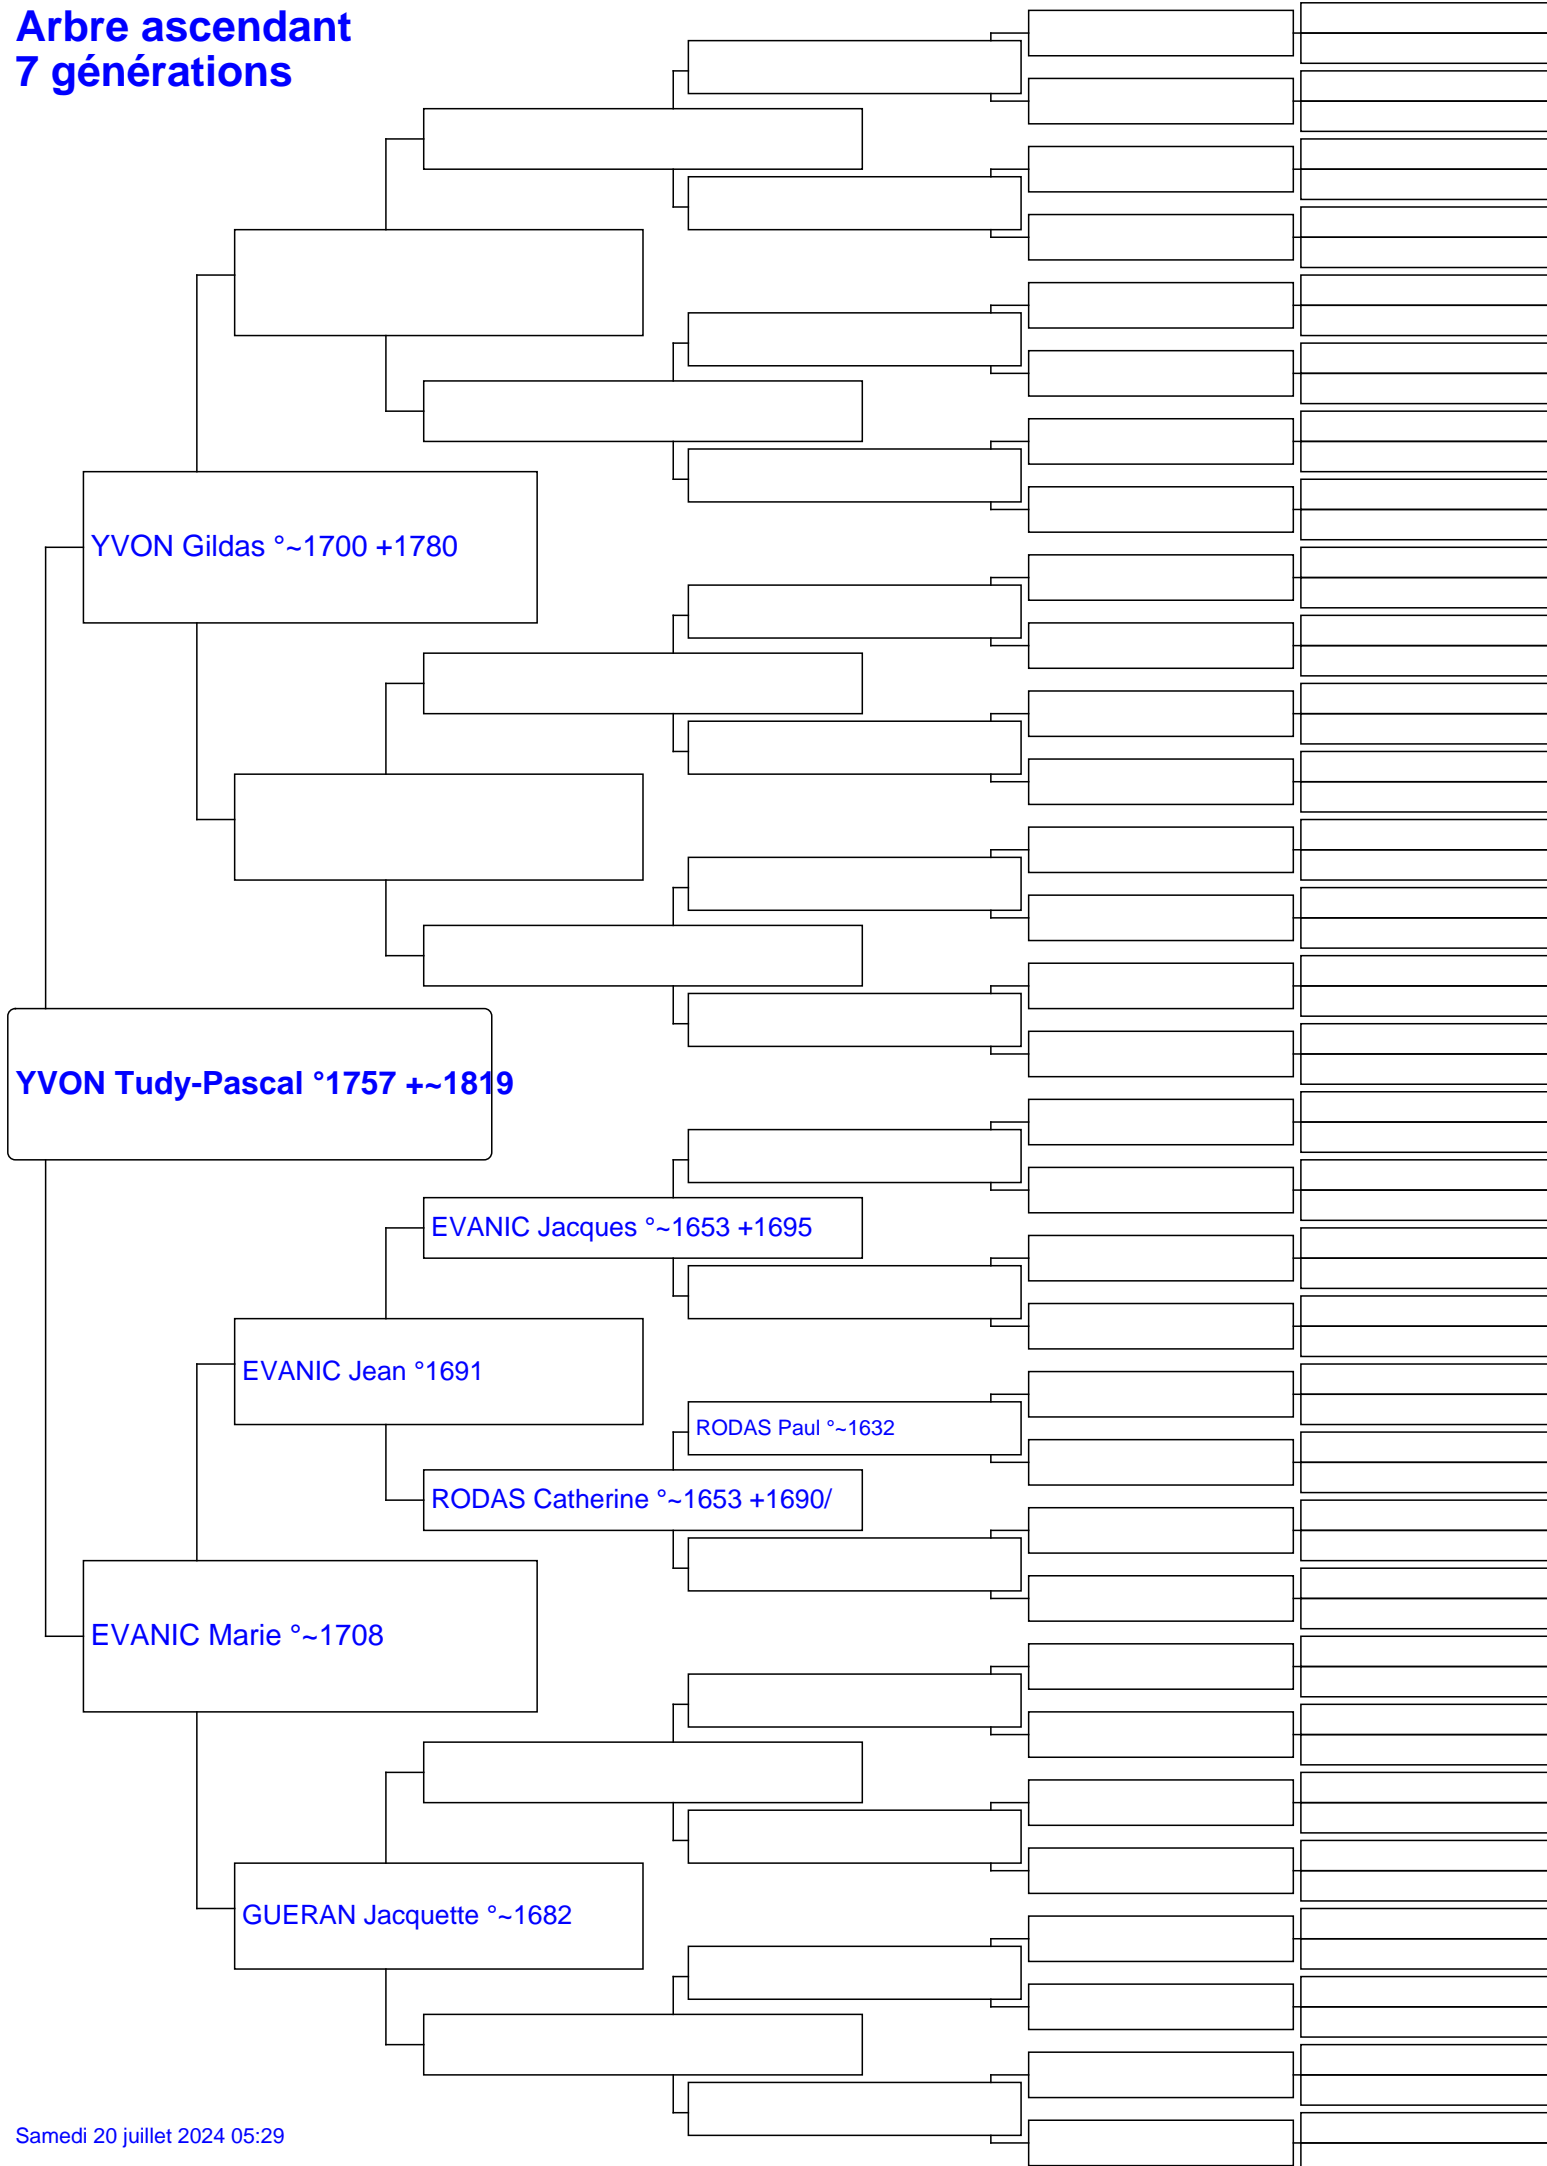 Arbre ascendant
7 générations
YVON Gildas °~1700 +1780
YVON Tudy-Pascal °1757 +~1819
EVANIC Jacques °~1653 +1695
EVANIC Jean °1691
RODAS Paul °~1632
RODAS Catherine °~1653 +1690/
EVANIC Marie °~1708
GUERAN Jacquette °~1682
Samedi 20 juillet 2024 05:29